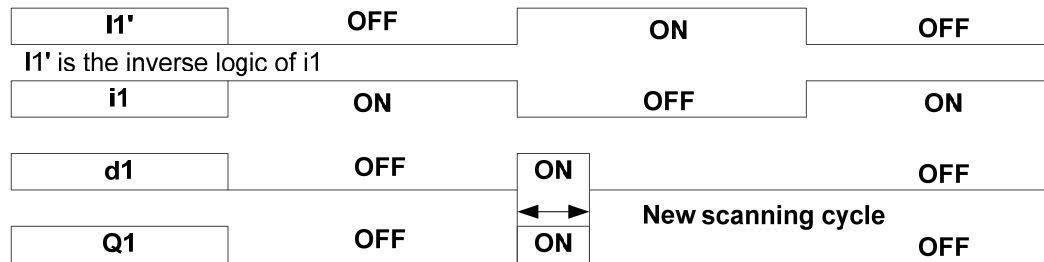 I1' OFF ON OFF
I1' is the inverse logic of i1
i1 ON OFF ON
d1 OFF ON OFF
New scanning cycle
Q1 OFF ON OFF